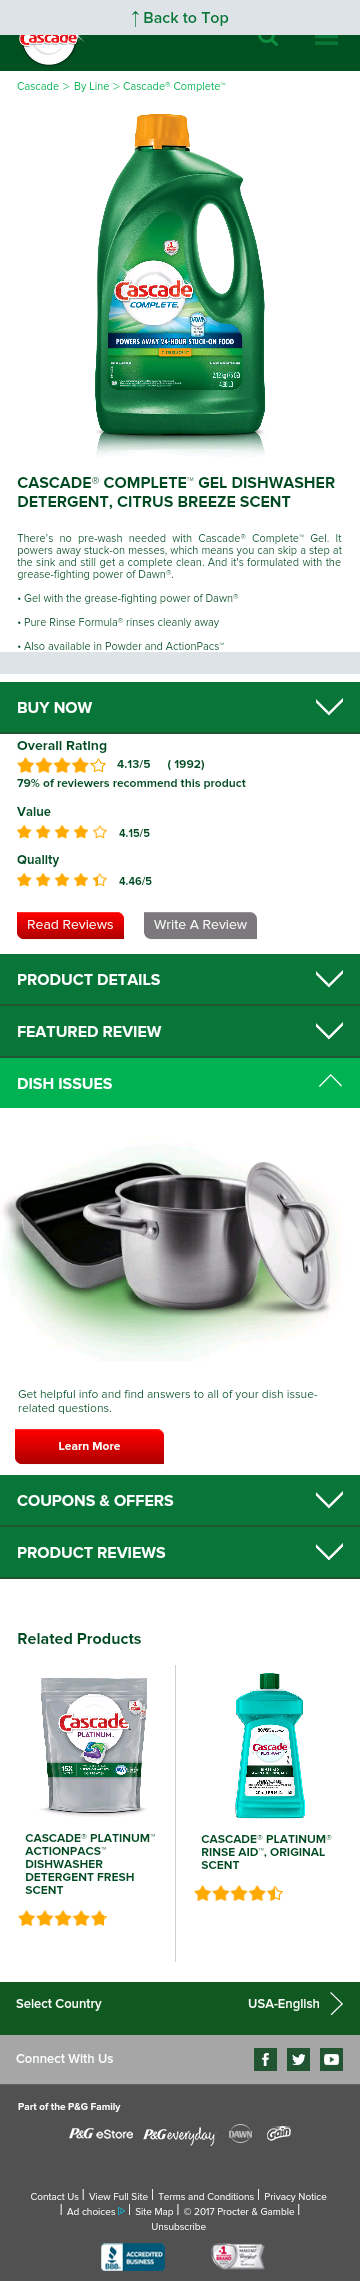 ↑ Back to Top
Cascade
Cascade > By Line > Cascade® Complete™
Cascade
COMPLETE.
DAWN
POWERS AWAY 24-HOUR STUCK-ON FOOD
CASCADE® COMPLETE™ GEL DISHWASHER
DETERGENT, CITRUS BREEZE SCENT
There's no pre-wash needed with Cascade® Complete™ Gel. It
powers away stuck-on messes, which means you can skip a step at
the sink and still get a complete clean. And it's formulated with the
grease-fighting power of Dawn®.
• Gel with the grease-fighting power of Dawn®
• Pure Rinse Formula® rinses cleanly away
• Also available in Powder and ActionPacs™
BUY NOW
Overall Rating
4.13/5 ( 1992)
79% of reviewers recommend this product
Value
4.15/5
Quality
4.46/5
Read Reviews Write A Review
PRODUCT DETAILS
FEATURED REVIEW
DISH ISSUES
Get helpful info and find answers to all of your dish issue-
related questions.
Learn More
COUPONS & OFFERS
PRODUCT REVIEWS
Related Products
Cascade
PLATINUM
Cascade
CASCADE® PLATINUM™
ACTIONPACS™
DISHWASHER
DETERGENT FRESH
SCENT
CASCADE® PLATINUM®
RINSE AID™, ORIGINAL
SCENT
Select Country USA-English
Connect With Us
Part of the P&G Family
P&G eStore P&G everyday DAWN Gain
Contact Us | View Full Site | Terms and Conditions | Privacy Notice
| Ad choices | Site Map | © 2017 Procter & Gamble |
Unsubscribe
BBB ACCREDITED BUSINESS